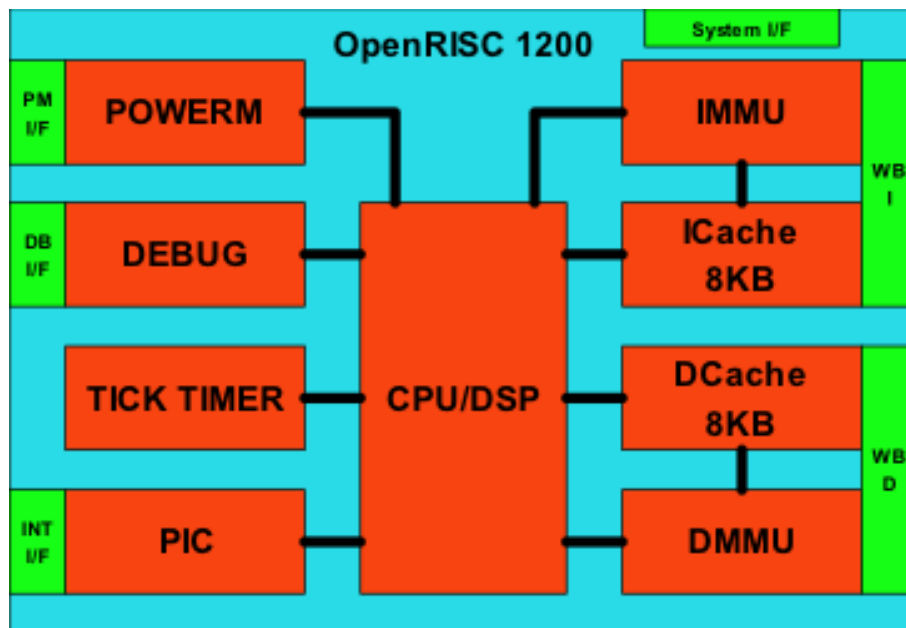 System I/F
OpenRISC 1200
PM
I/F
POWERM
IMMU
WB
I
DB
I/F
DEBUG
ICache
8KB
TICK TIMER
CPU/DSP
DCache
8KB
WB
D
INT
I/F
PIC
DMMU